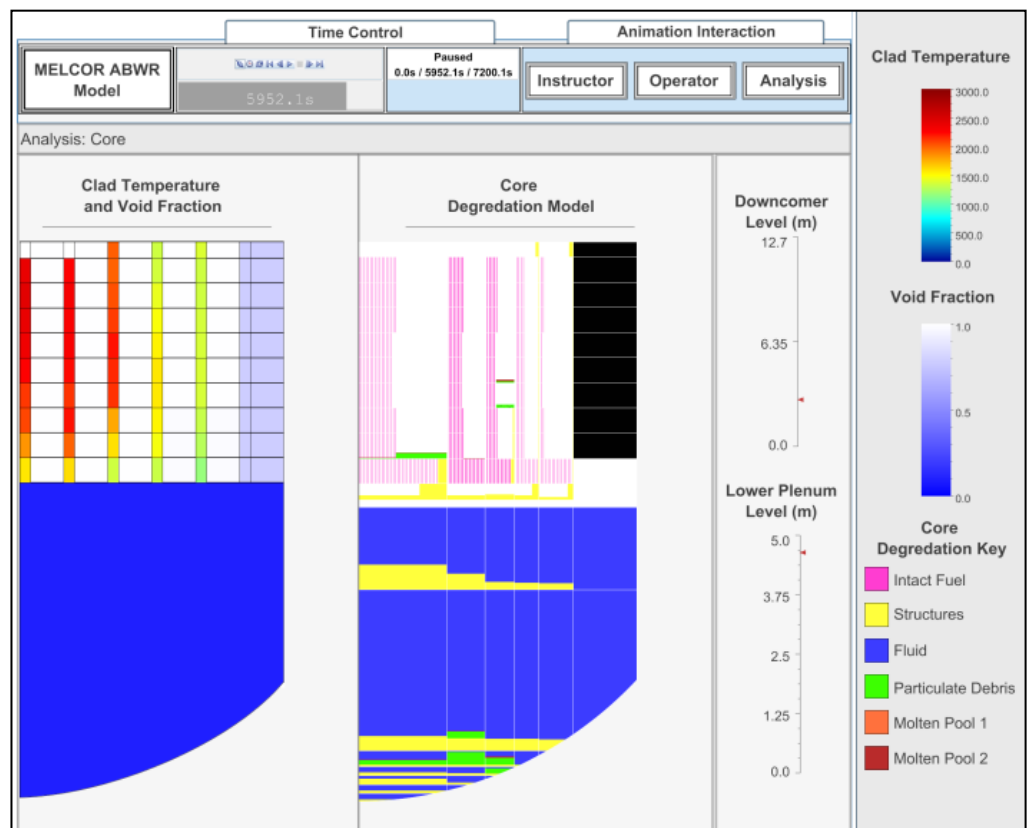 Time Control
Animation Interaction
MELCOR ABWR
Model
5952.1s
Paused
0.0s / 5952.1s / 7200.1s
Instructor
Operator
Analysis
Analysis: Core
Clad Temperature
and Void Fraction
Core
Degredation Model
Downcomer
Level (m)
12.7
6.35
0.0
Lower Plenum
Level (m)
5.0
3.75
2.5
1.25
0.0
Clad Temperature
3000.0
2000.0
1500.0
1000.0
500.0
0.0
Void Fraction
1.0
0.5
0.0
Core
Degredation Key
Intact Fuel
Structures
Fluid
Particulate Debris
Molten Pool 1
Molten Pool 2